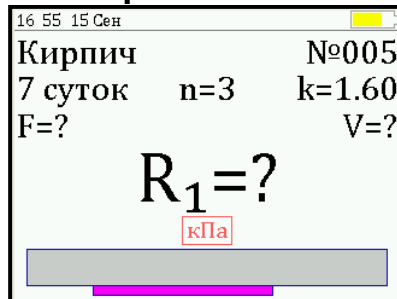 16 55 15 Сен
Кирпич №005
7 суток n=3 k=1.60
F=? V=?
R₁=?
кПа